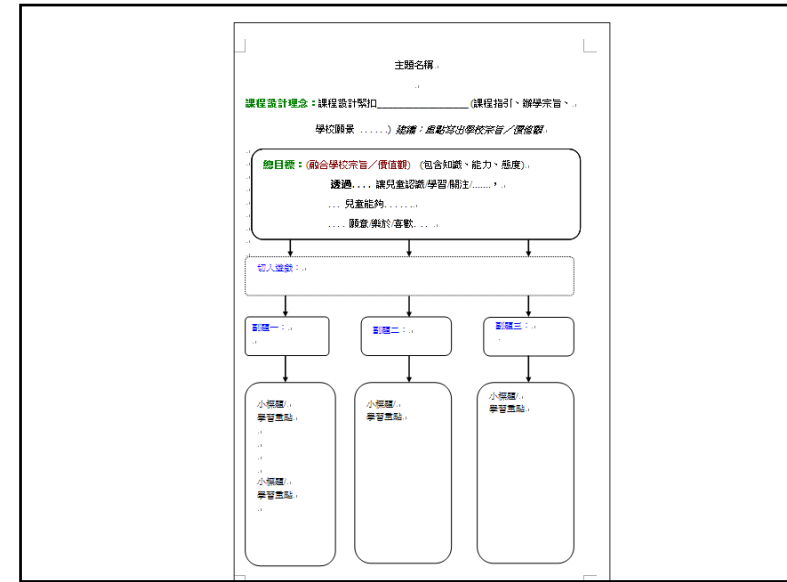 主題名稱
課程設計理念：課程設計緊扣________________(課程指引、辦學宗旨、
學校願景 ......) 建議：重點寫出學校宗旨／價值觀
總目標：(融合學校宗旨／價值觀) (包含知識、能力、態度)
透過.... 讓兒童認識/學習/關注/......，
... 兒童能夠......
.... 願意/樂於/喜歡....
切入遊戲：
副題一：
副題二：
副題三：
小標題/
學習重點
小標題/
學習重點
小標題/
學習重點
小標題/
學習重點